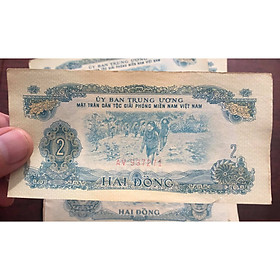 ỦY BAN TRUNG ƯƠNG
MẶT TRẬN DÂN TỘC GIẢI PHÓNG MIỀN NAM VIỆT NAM
2
2
HAI ĐỒNG
HAI ĐỒNG